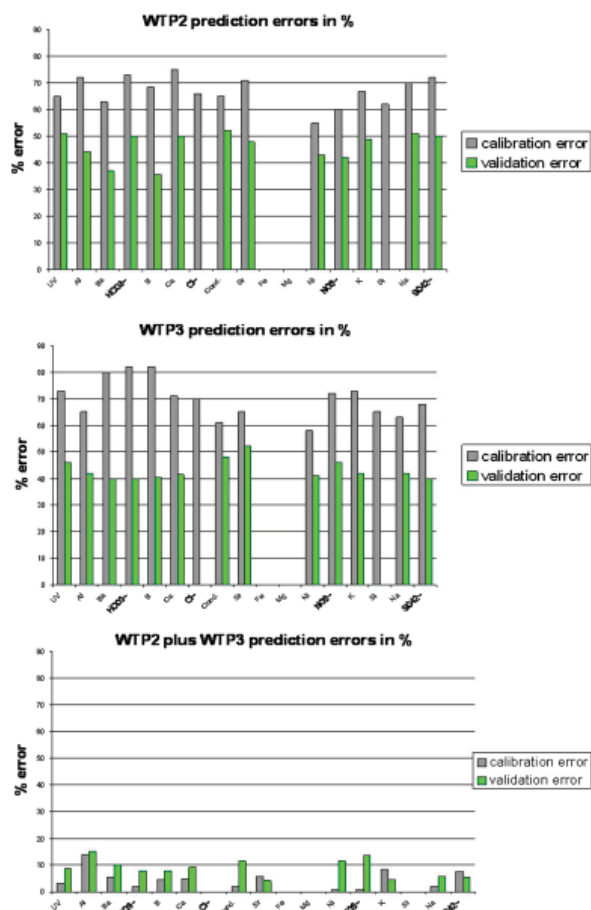 WTP2 prediction errors in %
% error
80
70
60
50
40
30
20
10
0
UV Al Ba HCO3-- B Ca Cl-- Cond. Sr Fe Mg Ni NO3-- K Si Na SO42--
calibration error
validation error
WTP3 prediction errors in %
% error
90
80
70
60
50
40
30
20
10
0
UV Al Ba HCO3-- B Ca Cl-- Cond. Sr Fe Mg Ni NO3-- K Si Na SO42--
calibration error
validation error
WTP2 plus WTP3 prediction errors in %
% error
90
80
70
60
50
40
30
20
10
0
UV Al Ba B Ca Cl-- Sr Fe Mg Ni K Si Na
calibration error
validation error